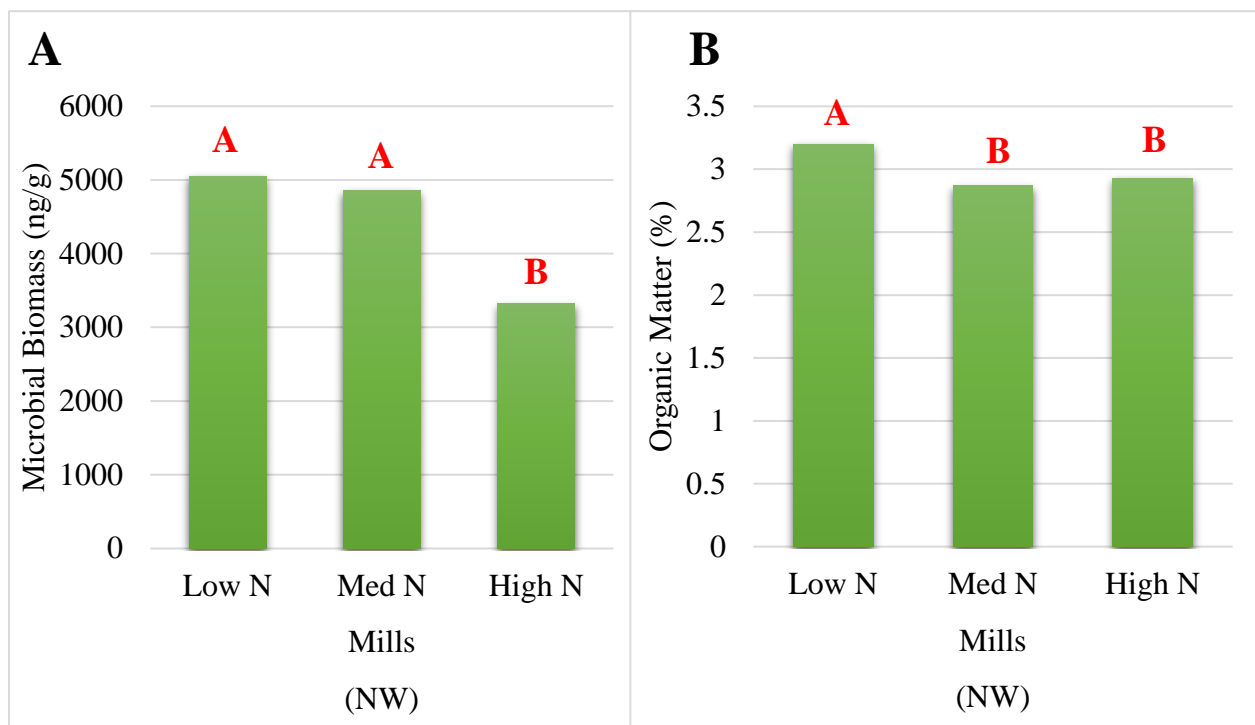 A
Microbial Biomass (ng/g)
6000
5000
4000
3000
2000
1000
0
A
A
B
Low N
Med N
High N
Mills
(NW)
B
Organic Matter (%)
3.5
3
2.5
2
1.5
1
0.5
0
A
B
B
Low N
Med N
High N
Mills
(NW)